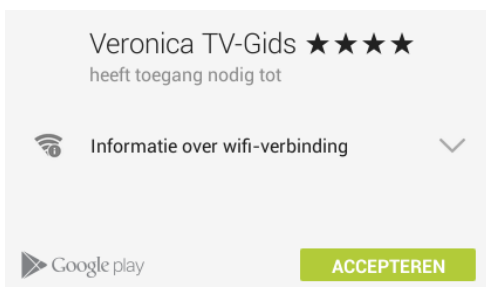 Veronica TV-Gids ★★★★
heeft toegang nodig tot
Informatie over wifi-verbinding
Google play
ACCEPTEREN